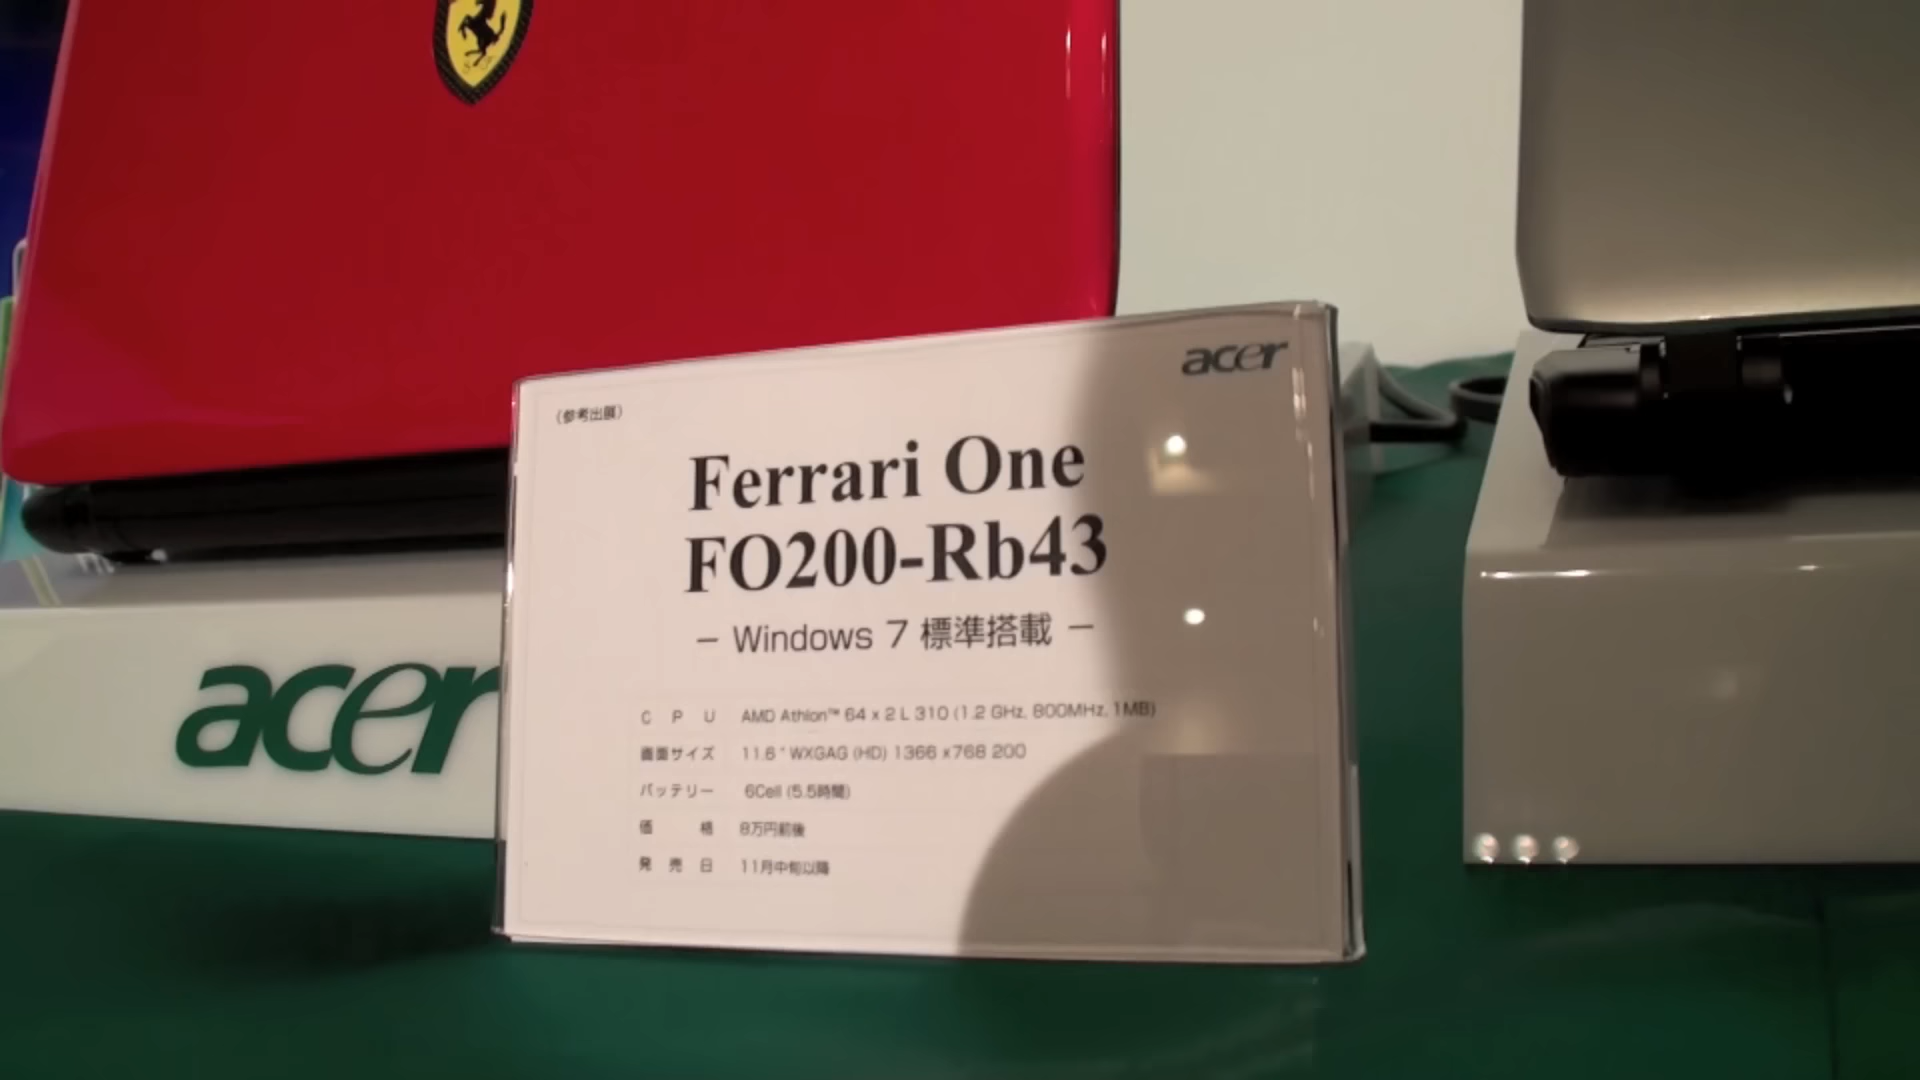 acer
(参考出展)
Ferrari One
FO200-Rb43
– Windows 7 標準搭載 –
CPU AMD Athlon™ 64 x 2 L 310 (1.2 GHz, 800MHz, 1MB)
画面サイズ 11.6" WXGAG (HD) 1366 x768 200
バッテリー 6Cell (5.5時間)
価格 8万円前後
発売日 11月中旬以降
acer